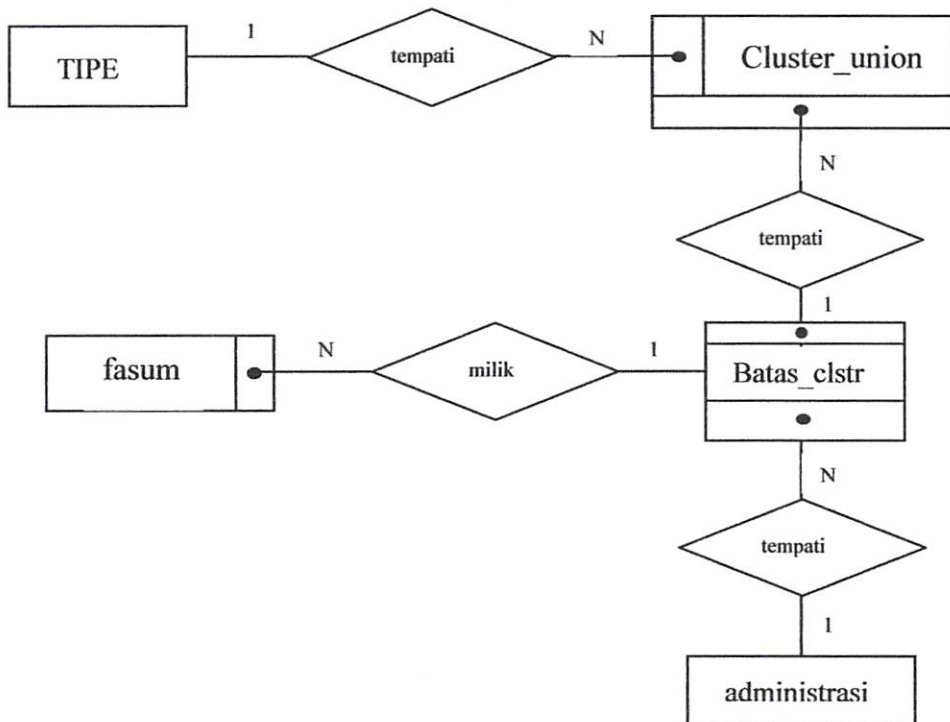 1
N
TIPE
tempati
Cluster_union
N
tempati
1
fasum
N
milik
1
Batas_clstr
N
tempati
1
administrasi